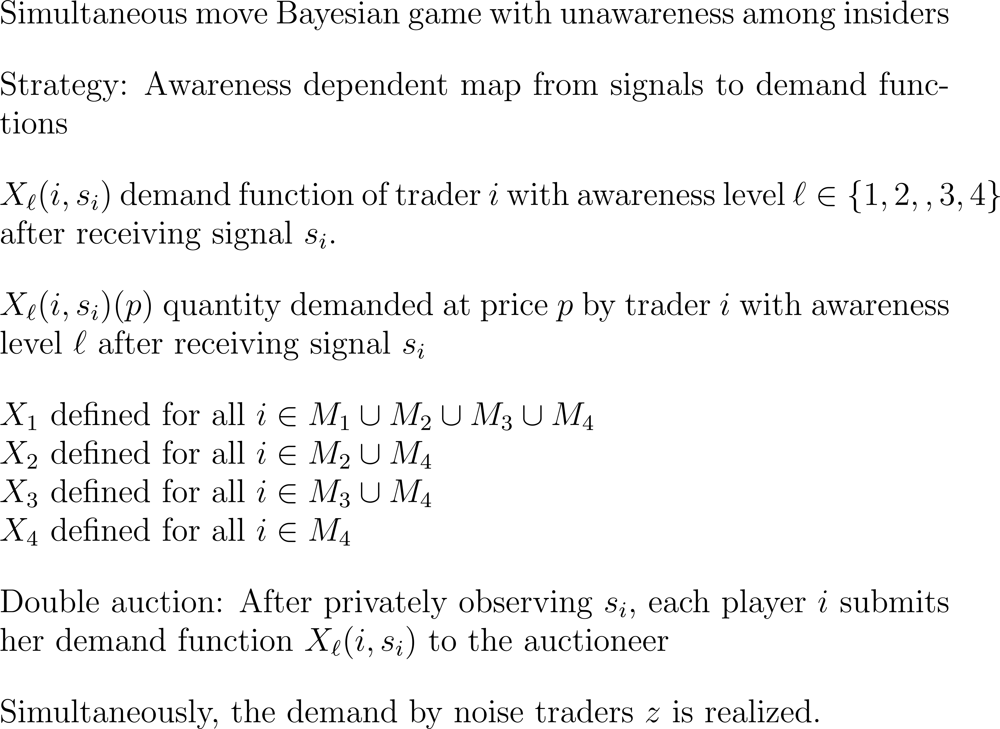 Simultaneous move Bayesian game with unawareness among insiders
Strategy: Awareness dependent map from signals to demand func-
tions
$X_\ell(i, s_i)$ demand function of trader $i$ with awareness level $\ell \in \{1, 2, , 3, 4\}$
after receiving signal $s_i$.
$X_\ell(i, s_i)(p)$ quantity demanded at price $p$ by trader $i$ with awareness
level $\ell$ after receiving signal $s_i$
$X_1$ defined for all $i \in M_1 \cup M_2 \cup M_3 \cup M_4$
$X_2$ defined for all $i \in M_2 \cup M_4$
$X_3$ defined for all $i \in M_3 \cup M_4$
$X_4$ defined for all $i \in M_4$
Double auction: After privately observing $s_i$, each player $i$ submits
her demand function $X_\ell(i, s_i)$ to the auctioneer
Simultaneously, the demand by noise traders $z$ is realized.